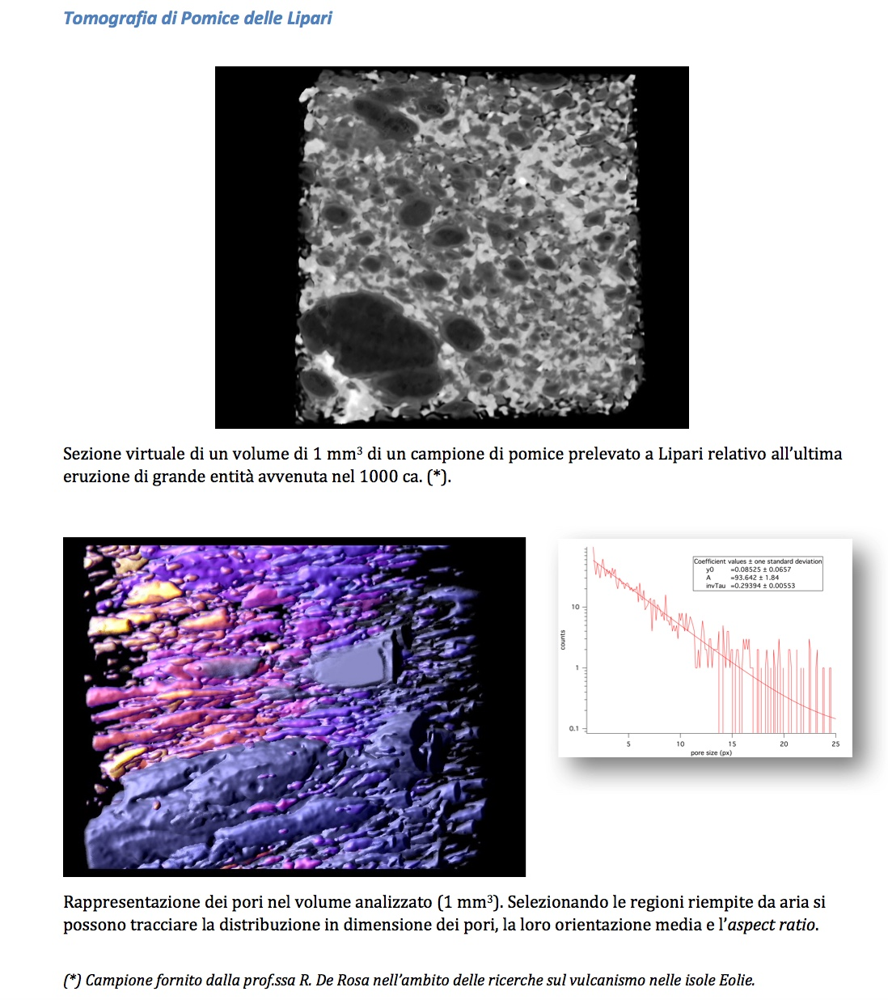 Tomografia di Pomice delle Lipari
Sezione virtuale di un volume di 1 mm³ di un campione di pomice prelevato a Lipari relativo all’ultima
eruzione di grande entità avvenuta nel 1000 ca. (*).
Coefficient values ± one standard deviation
y0 =0.08525 ± 0.0657
A =93.642 ± 1.84
invTau =0.29394 ± 0.00553
counts
10
1
0.1
5 10 15 20 25
pore size (px)
Rappresentazione dei pori nel volume analizzato (1 mm³). Selezionando le regioni riempite da aria si
possono tracciare la distribuzione in dimensione dei pori, la loro orientazione media e l’aspect ratio.
(*) Campione fornito dalla prof.ssa R. De Rosa nell’ambito delle ricerche sul vulcanismo nelle isole Eolie.